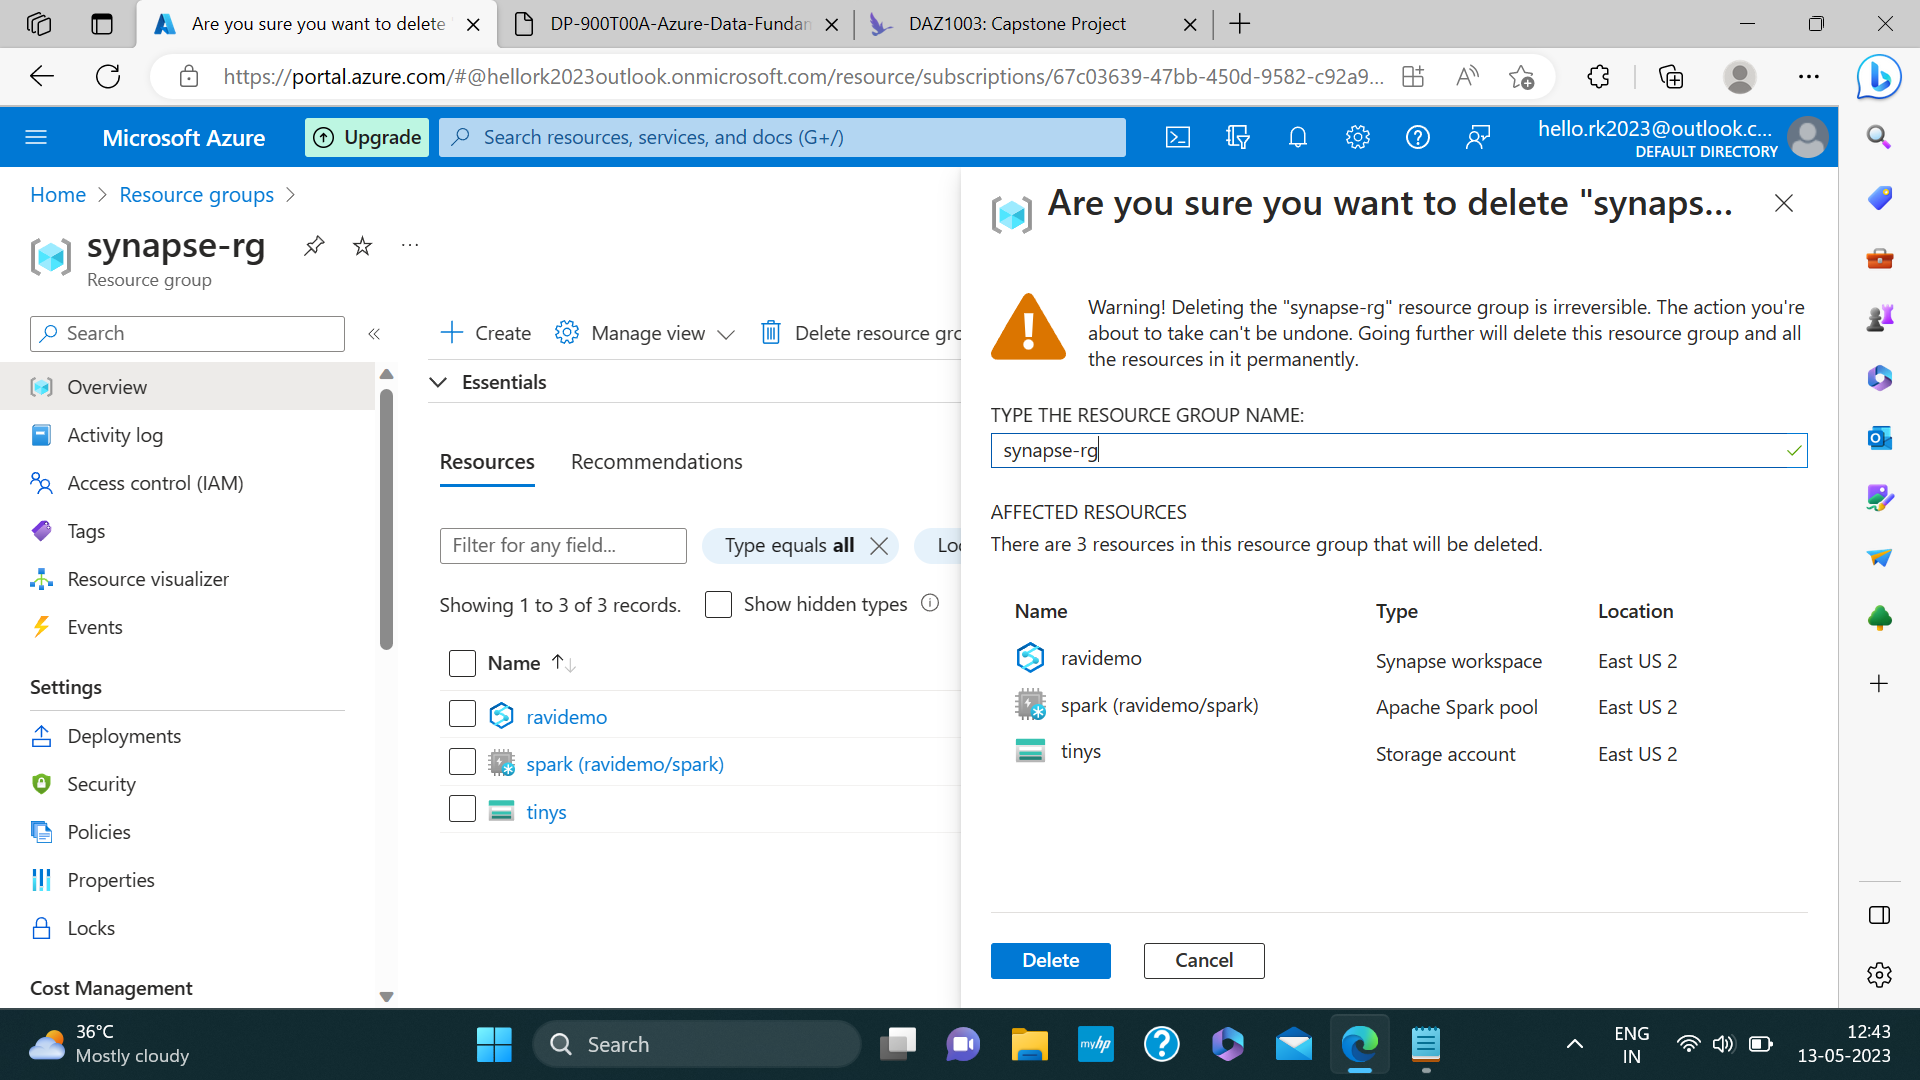 Are you sure you want to delete
DP-900T00A-Azure-Data-Fundan
DAZ1003: Capstone Project
https://portal.azure.com/#@hellork2023outlook.onmicrosoft.com/resource/subscriptions/67c03639-47bb-450d-9582-c92a9...
Microsoft Azure
Upgrade
Search resources, services, and docs (G+/)
hello.rk2023@outlook.c...
DEFAULT DIRECTORY
Home > Resource groups >
synapse-rg
Resource group
Search
Overview
Activity log
Access control (IAM)
Tags
Resource visualizer
Events
Settings
Deployments
Security
Policies
Properties
Locks
Cost Management
Create
Manage view
Delete resource gro
Essentials
Resources
Recommendations
Filter for any field...
Type equals all
Loc
Showing 1 to 3 of 3 records.
Show hidden types
Name
ravidemo
spark (ravidemo/spark)
tinys
Are you sure you want to delete "synaps...
Warning! Deleting the "synapse-rg" resource group is irreversible. The action you're
about to take can't be undone. Going further will delete this resource group and all
the resources in it permanently.
TYPE THE RESOURCE GROUP NAME:
synapse-rg
AFFECTED RESOURCES
There are 3 resources in this resource group that will be deleted.
Name Type Location
ravidemo Synapse workspace East US 2
spark (ravidemo/spark) Apache Spark pool East US 2
tinys Storage account East US 2
Delete
Cancel
36°C
Mostly cloudy
Search
myhp
ENG
IN
12:43
13-05-2023